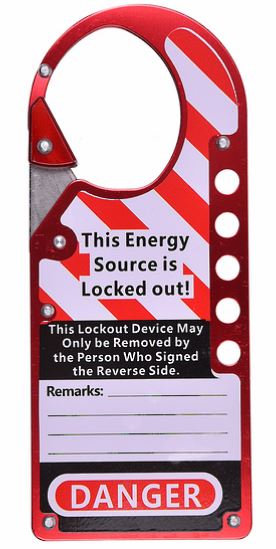 This Energy
Source is
Locked out!
This Lockout Device May
Only be Removed by
the Person Who Signed
the Reverse Side.
Remarks:
DANGER